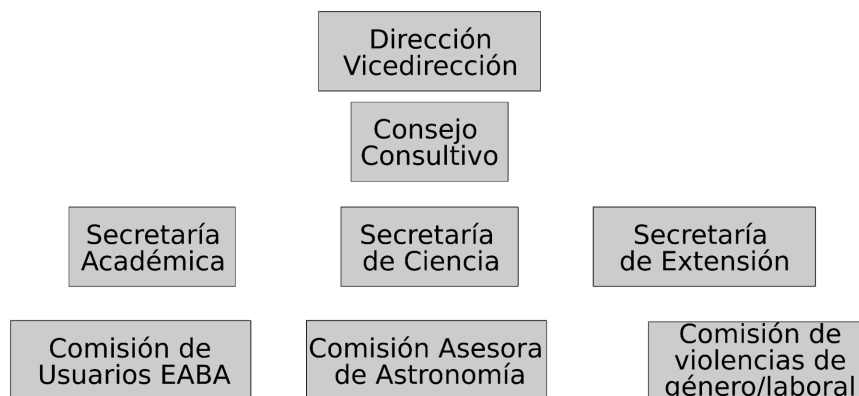 Dirección
Vicedirección
Consejo
Consultivo
Secretaría
Académica
Secretaría
de Ciencia
Secretaría
de Extensión
Comisión de
Usuarios EABA
Comisión Asesora
de Astronomía
Comisión de
violencias de
género/laboral